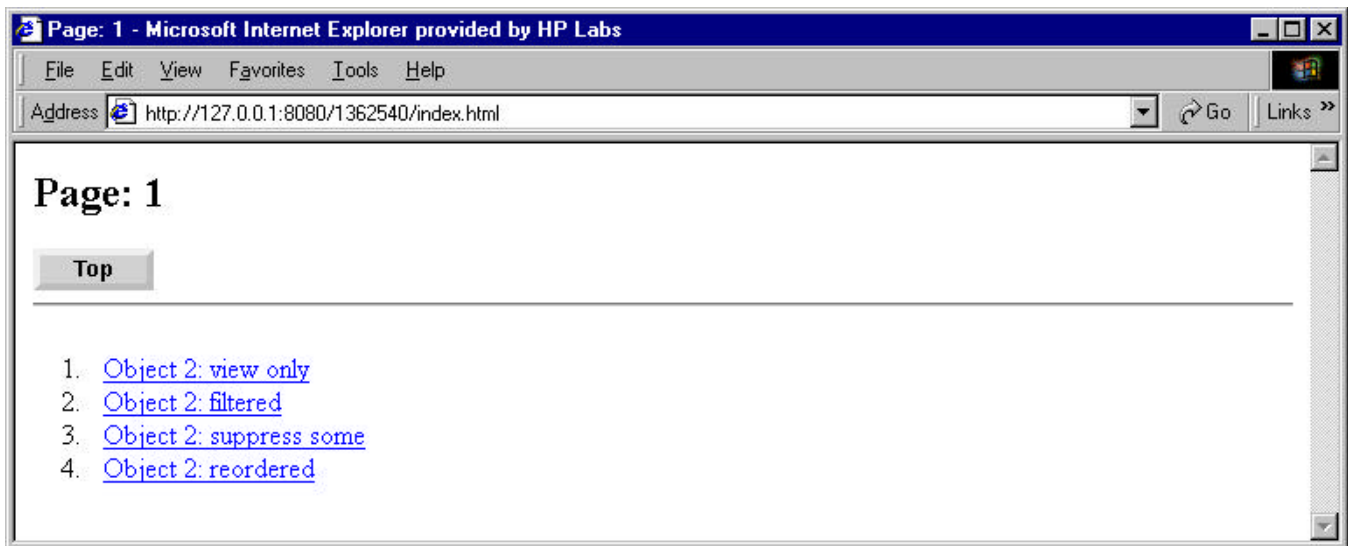 Page: 1 - Microsoft Internet Explorer provided by HP Labs
File Edit View Favorites Tools Help
Address http://127.0.0.1:8080/1362540/index.html Go Links »
Page: 1
Top
1. Object 2: view only
2. Object 2: filtered
3. Object 2: suppress some
4. Object 2: reordered